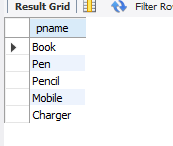 Result Grid Filter Ro
pname
Book
Pen
Pencil
Mobile
Charger